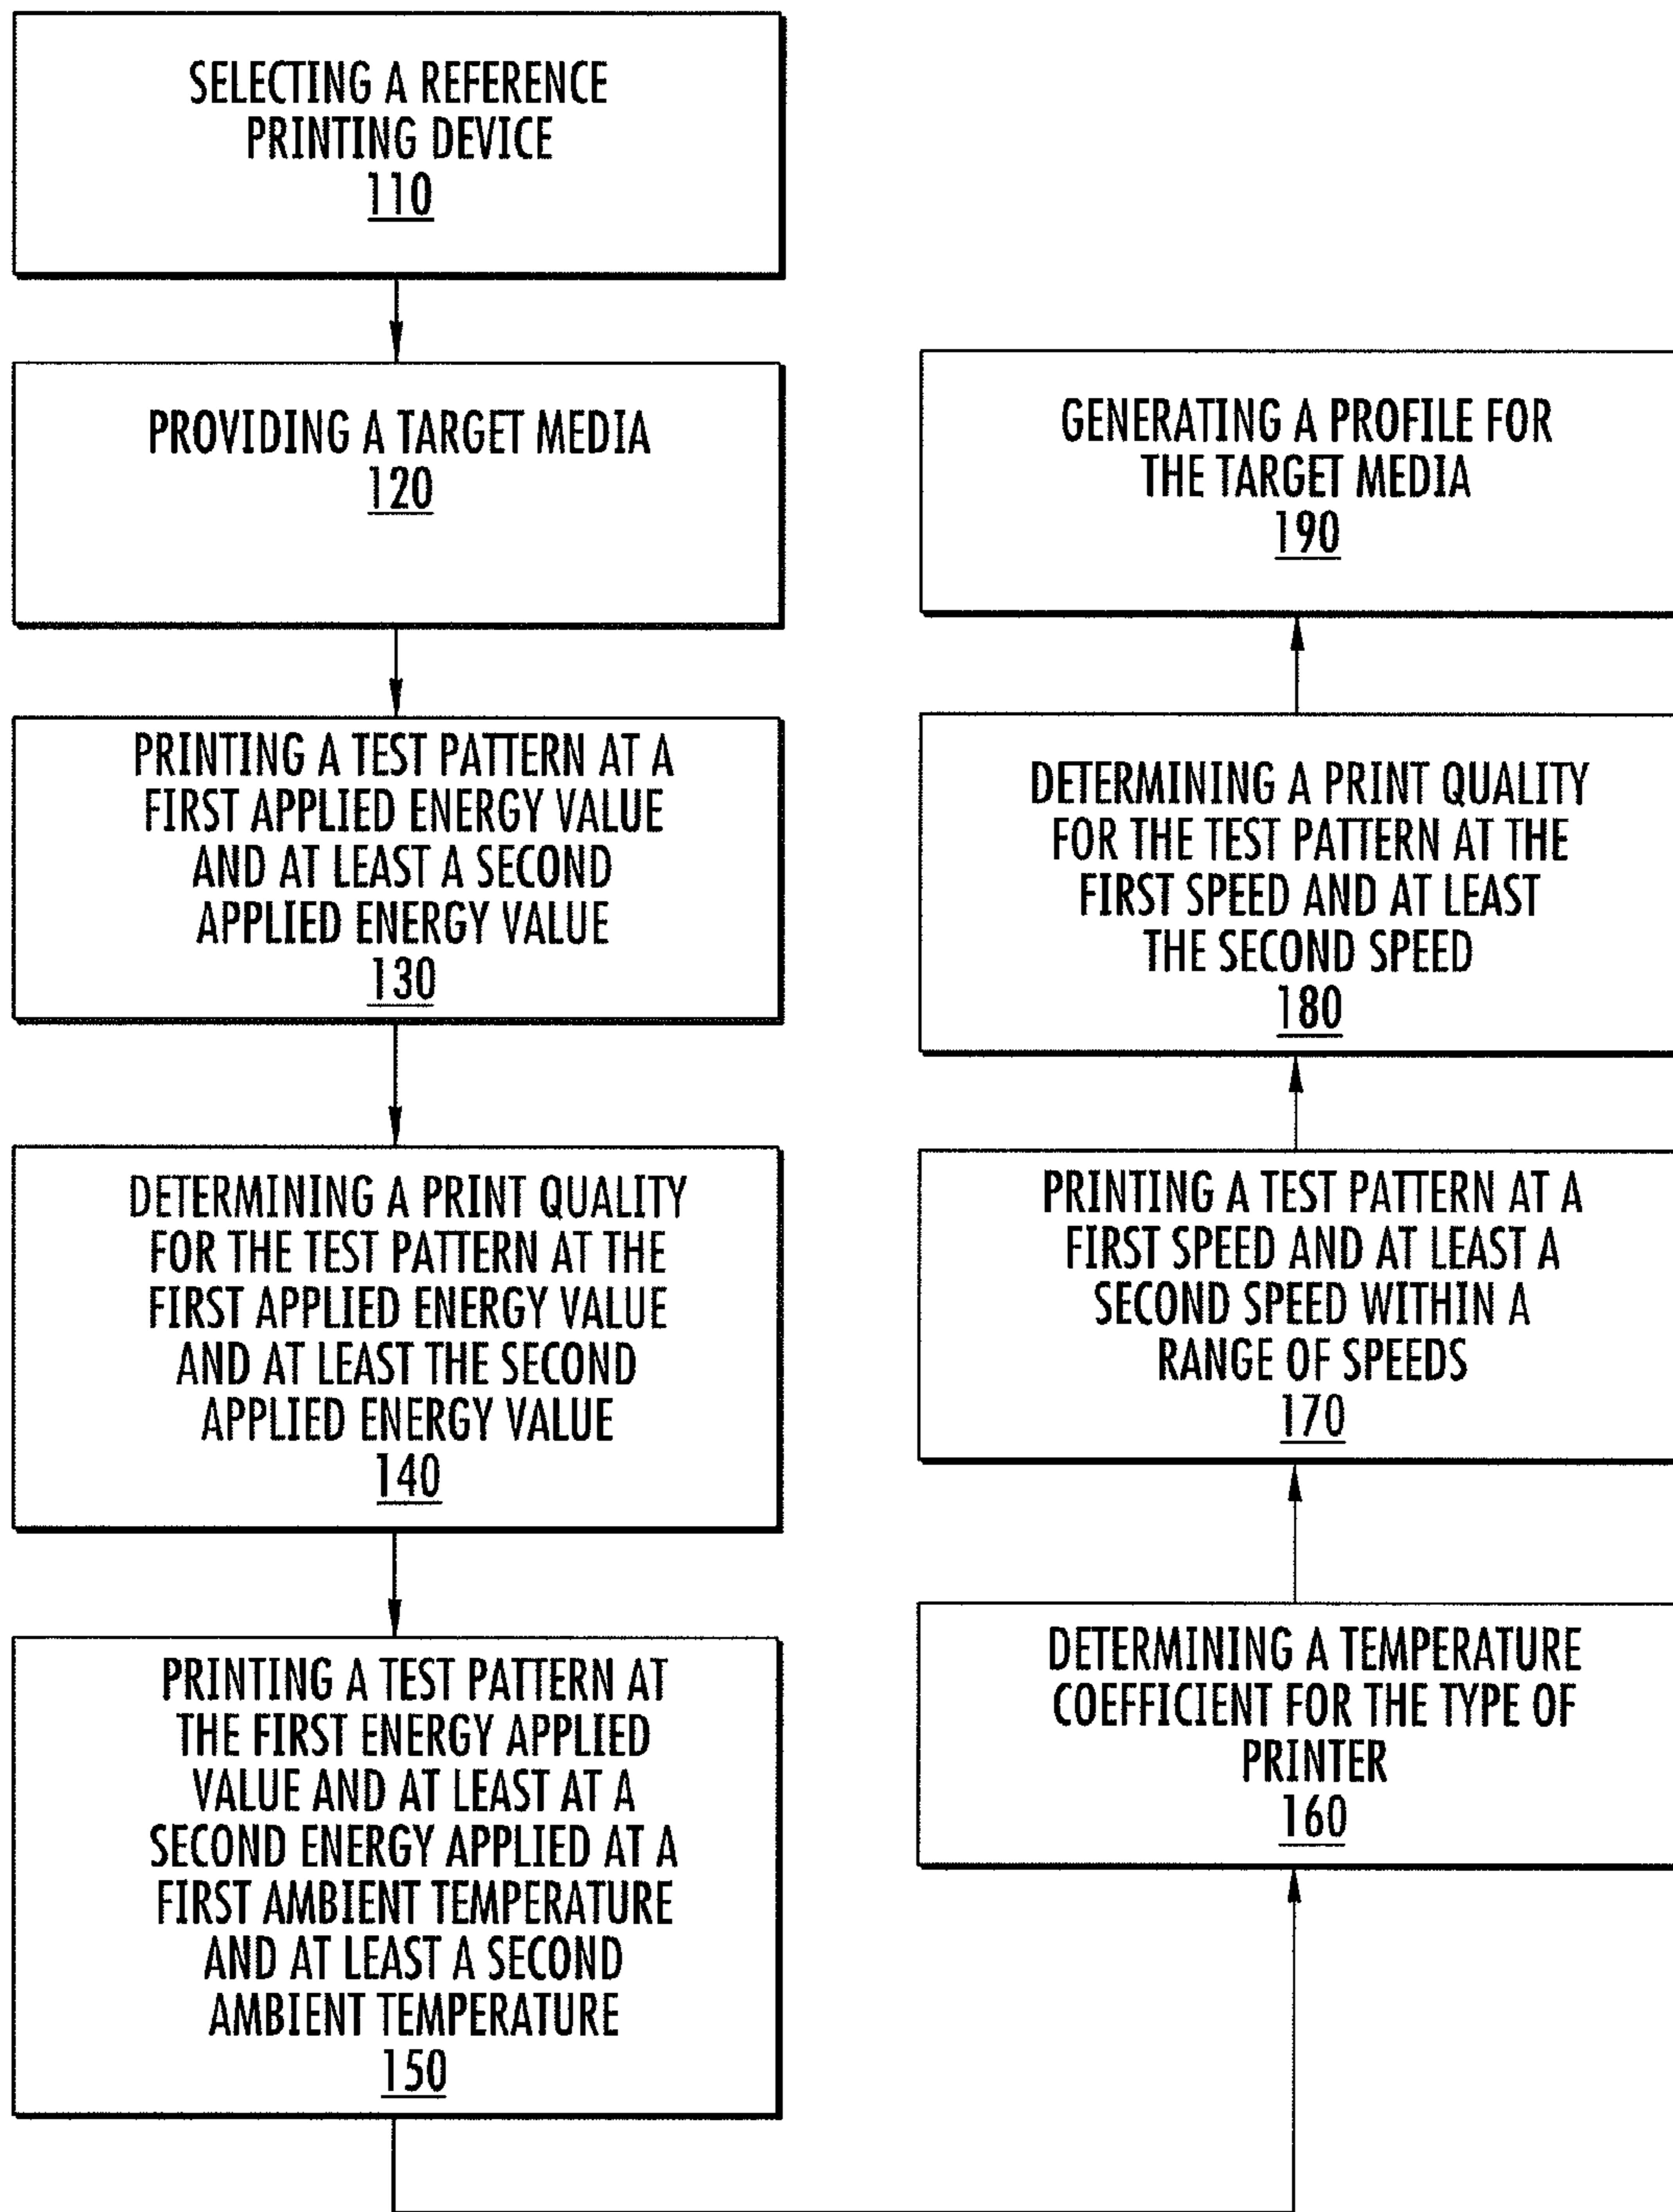 SELECTING A REFERENCE
PRINTING DEVICE
110
PROVIDING A TARGET MEDIA
120
PRINTING A TEST PATTERN AT A
FIRST APPLIED ENERGY VALUE
AND AT LEAST A SECOND
APPLIED ENERGY VALUE
130
DETERMINING A PRINT QUALITY
FOR THE TEST PATTERN AT THE
FIRST APPLIED ENERGY VALUE
AND AT LEAST THE SECOND
APPLIED ENERGY VALUE
140
PRINTING A TEST PATTERN AT
THE FIRST ENERGY APPLIED
VALUE AND AT LEAST AT A
SECOND ENERGY APPLIED AT A
FIRST AMBIENT TEMPERATURE
AND AT LEAST A SECOND
AMBIENT TEMPERATURE
150
DETERMINING A TEMPERATURE
COEFFICIENT FOR THE TYPE OF
PRINTER
160
PRINTING A TEST PATTERN AT A
FIRST SPEED AND AT LEAST A
SECOND SPEED WITHIN A
RANGE OF SPEEDS
170
DETERMINING A PRINT QUALITY
FOR THE TEST PATTERN AT THE
FIRST SPEED AND AT LEAST
THE SECOND SPEED
180
GENERATING A PROFILE FOR
THE TARGET MEDIA
190